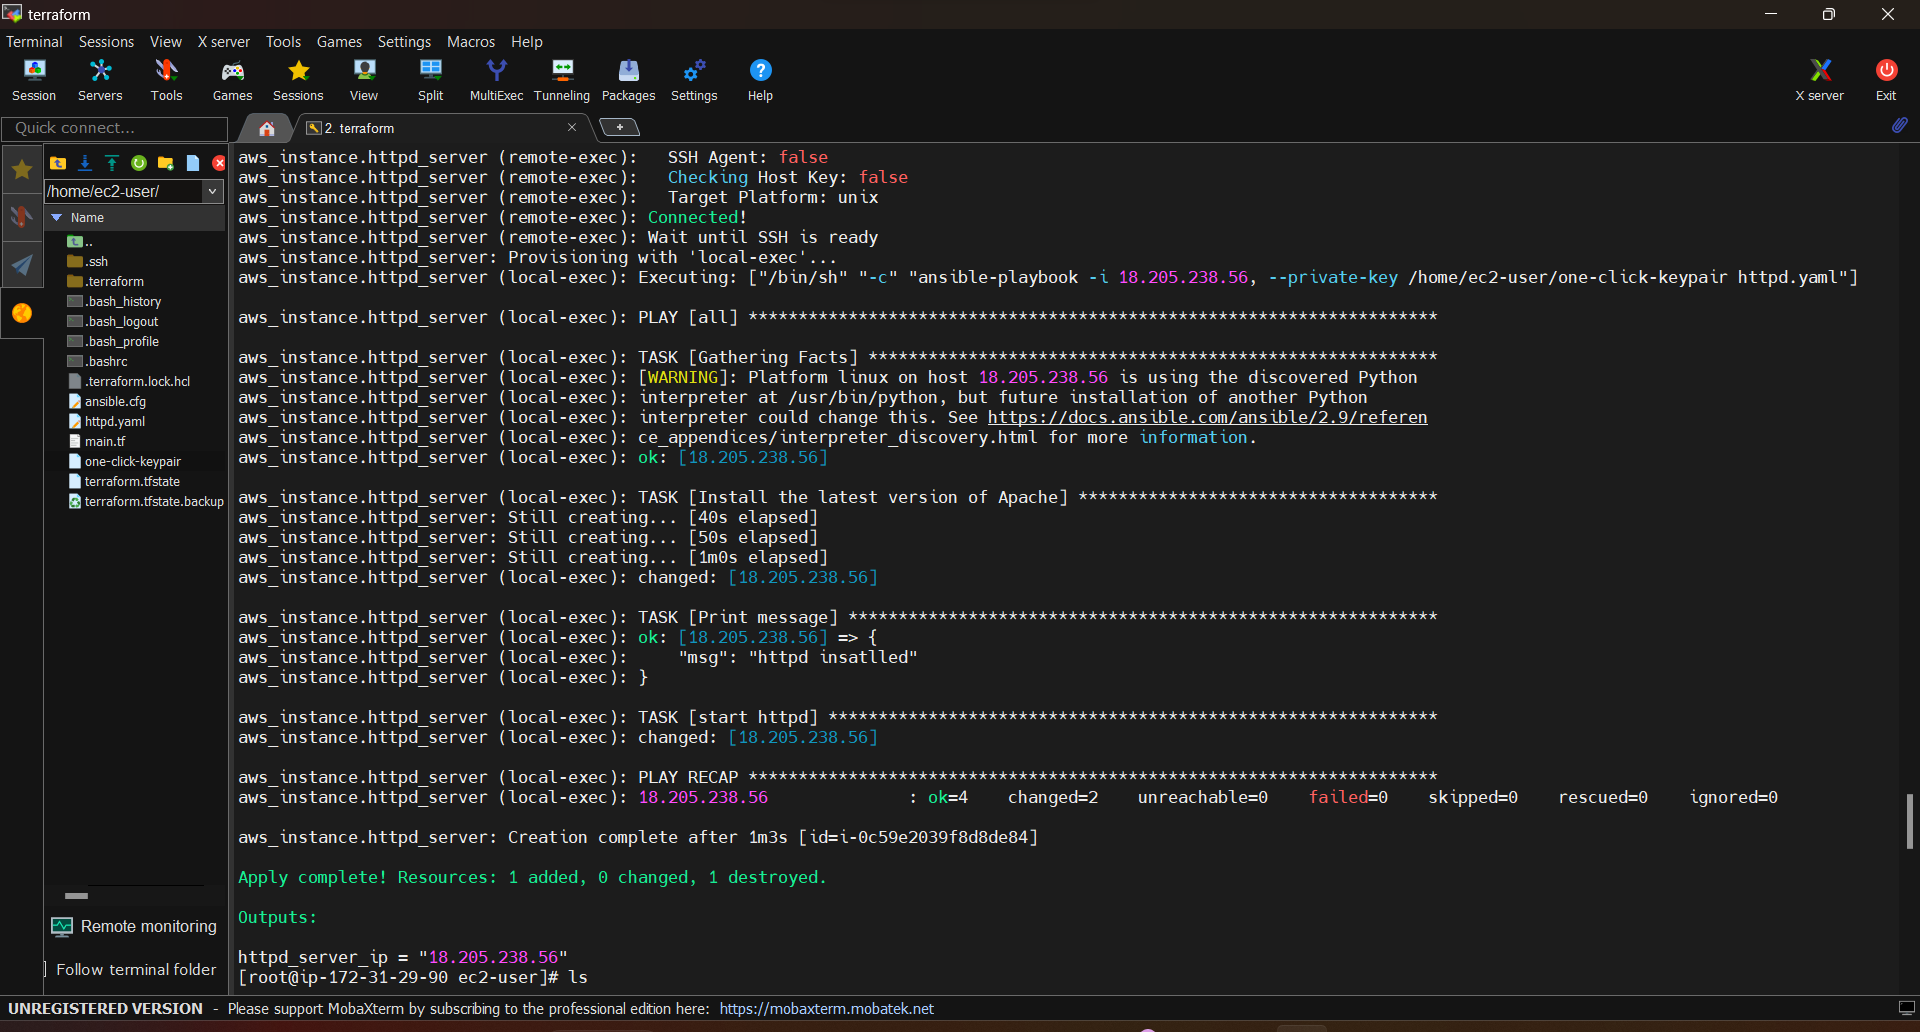 terraform
Terminal Sessions View X server Tools Games Settings Macros Help
Session Servers Tools Games Sessions View Split MultiExec Tunneling Packages Settings Help X server Exit
Quick connect...
2. terraform
/home/ec2-user/
Name
..
.ssh
.terraform
.bash_history
.bash_logout
.bash_profile
.bashrc
.terraform.lock.hcl
ansible.cfg
httpd.yaml
main.tf
one-click-keypair
terraform.tfstate
terraform.tfstate.backup
Remote monitoring
Follow terminal folder
aws_instance.httpd_server (remote-exec):   SSH Agent: false
aws_instance.httpd_server (remote-exec):   Checking Host Key: false
aws_instance.httpd_server (remote-exec):   Target Platform: unix
aws_instance.httpd_server (remote-exec): Connected!
aws_instance.httpd_server (remote-exec): Wait until SSH is ready
aws_instance.httpd_server: Provisioning with 'local-exec'...
aws_instance.httpd_server (local-exec): Executing: ["/bin/sh" "-c" "ansible-playbook -i 18.205.238.56, --private-key /home/ec2-user/one-click-keypair httpd.yaml"]
aws_instance.httpd_server (local-exec): PLAY [all] *********************************************************************
aws_instance.httpd_server (local-exec): TASK [Gathering Facts] *********************************************************
aws_instance.httpd_server (local-exec): [WARNING]: Platform linux on host 18.205.238.56 is using the discovered Python
aws_instance.httpd_server (local-exec): interpreter at /usr/bin/python, but future installation of another Python
aws_instance.httpd_server (local-exec): interpreter could change this. See https://docs.ansible.com/ansible/2.9/referen
aws_instance.httpd_server (local-exec): ce_appendices/interpreter_discovery.html for more information.
aws_instance.httpd_server (local-exec): ok: [18.205.238.56]
aws_instance.httpd_server (local-exec): TASK [Install the latest version of Apache] ************************************
aws_instance.httpd_server: Still creating... [40s elapsed]
aws_instance.httpd_server: Still creating... [50s elapsed]
aws_instance.httpd_server: Still creating... [1m0s elapsed]
aws_instance.httpd_server (local-exec): changed: [18.205.238.56]
aws_instance.httpd_server (local-exec): TASK [Print message] ***********************************************************
aws_instance.httpd_server (local-exec): ok: [18.205.238.56] => {
aws_instance.httpd_server (local-exec):     "msg": "httpd insatlled"
aws_instance.httpd_server (local-exec): }
aws_instance.httpd_server (local-exec): TASK [start httpd] *************************************************************
aws_instance.httpd_server (local-exec): changed: [18.205.238.56]
aws_instance.httpd_server (local-exec): PLAY RECAP *********************************************************************
aws_instance.httpd_server (local-exec): 18.205.238.56              : ok=4    changed=2    unreachable=0    failed=0    skipped=0    rescued=0    ignored=0
aws_instance.httpd_server: Creation complete after 1m3s [id=i-0c59e2039f8d8de84]
Apply complete! Resources: 1 added, 0 changed, 1 destroyed.
Outputs:
httpd_server_ip = "18.205.238.56"
[root@ip-172-31-29-90 ec2-user]# ls
UNREGISTERED VERSION - Please support MobaXterm by subscribing to the professional edition here: https://mobaxterm.mobatek.net